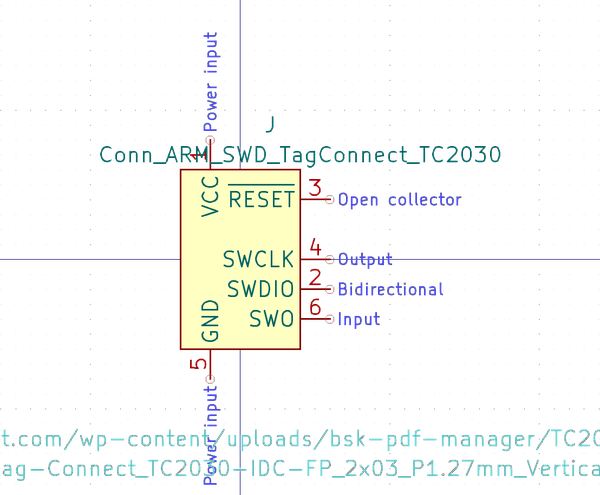 Power input
J
Conn_ARM_SWD_TagConnect_TC2030
1
VCC
RESET
3
Open collector
SWCLK
4
Output
SWDIO
2
Bidirectional
SWO
6
Input
GND
5
Power input
t.com/wp-content/uploads/bsk-pdf-manager/TC20
ag-Connect_TC2030-IDC-FP_2x03_P1.27mm_Vertica